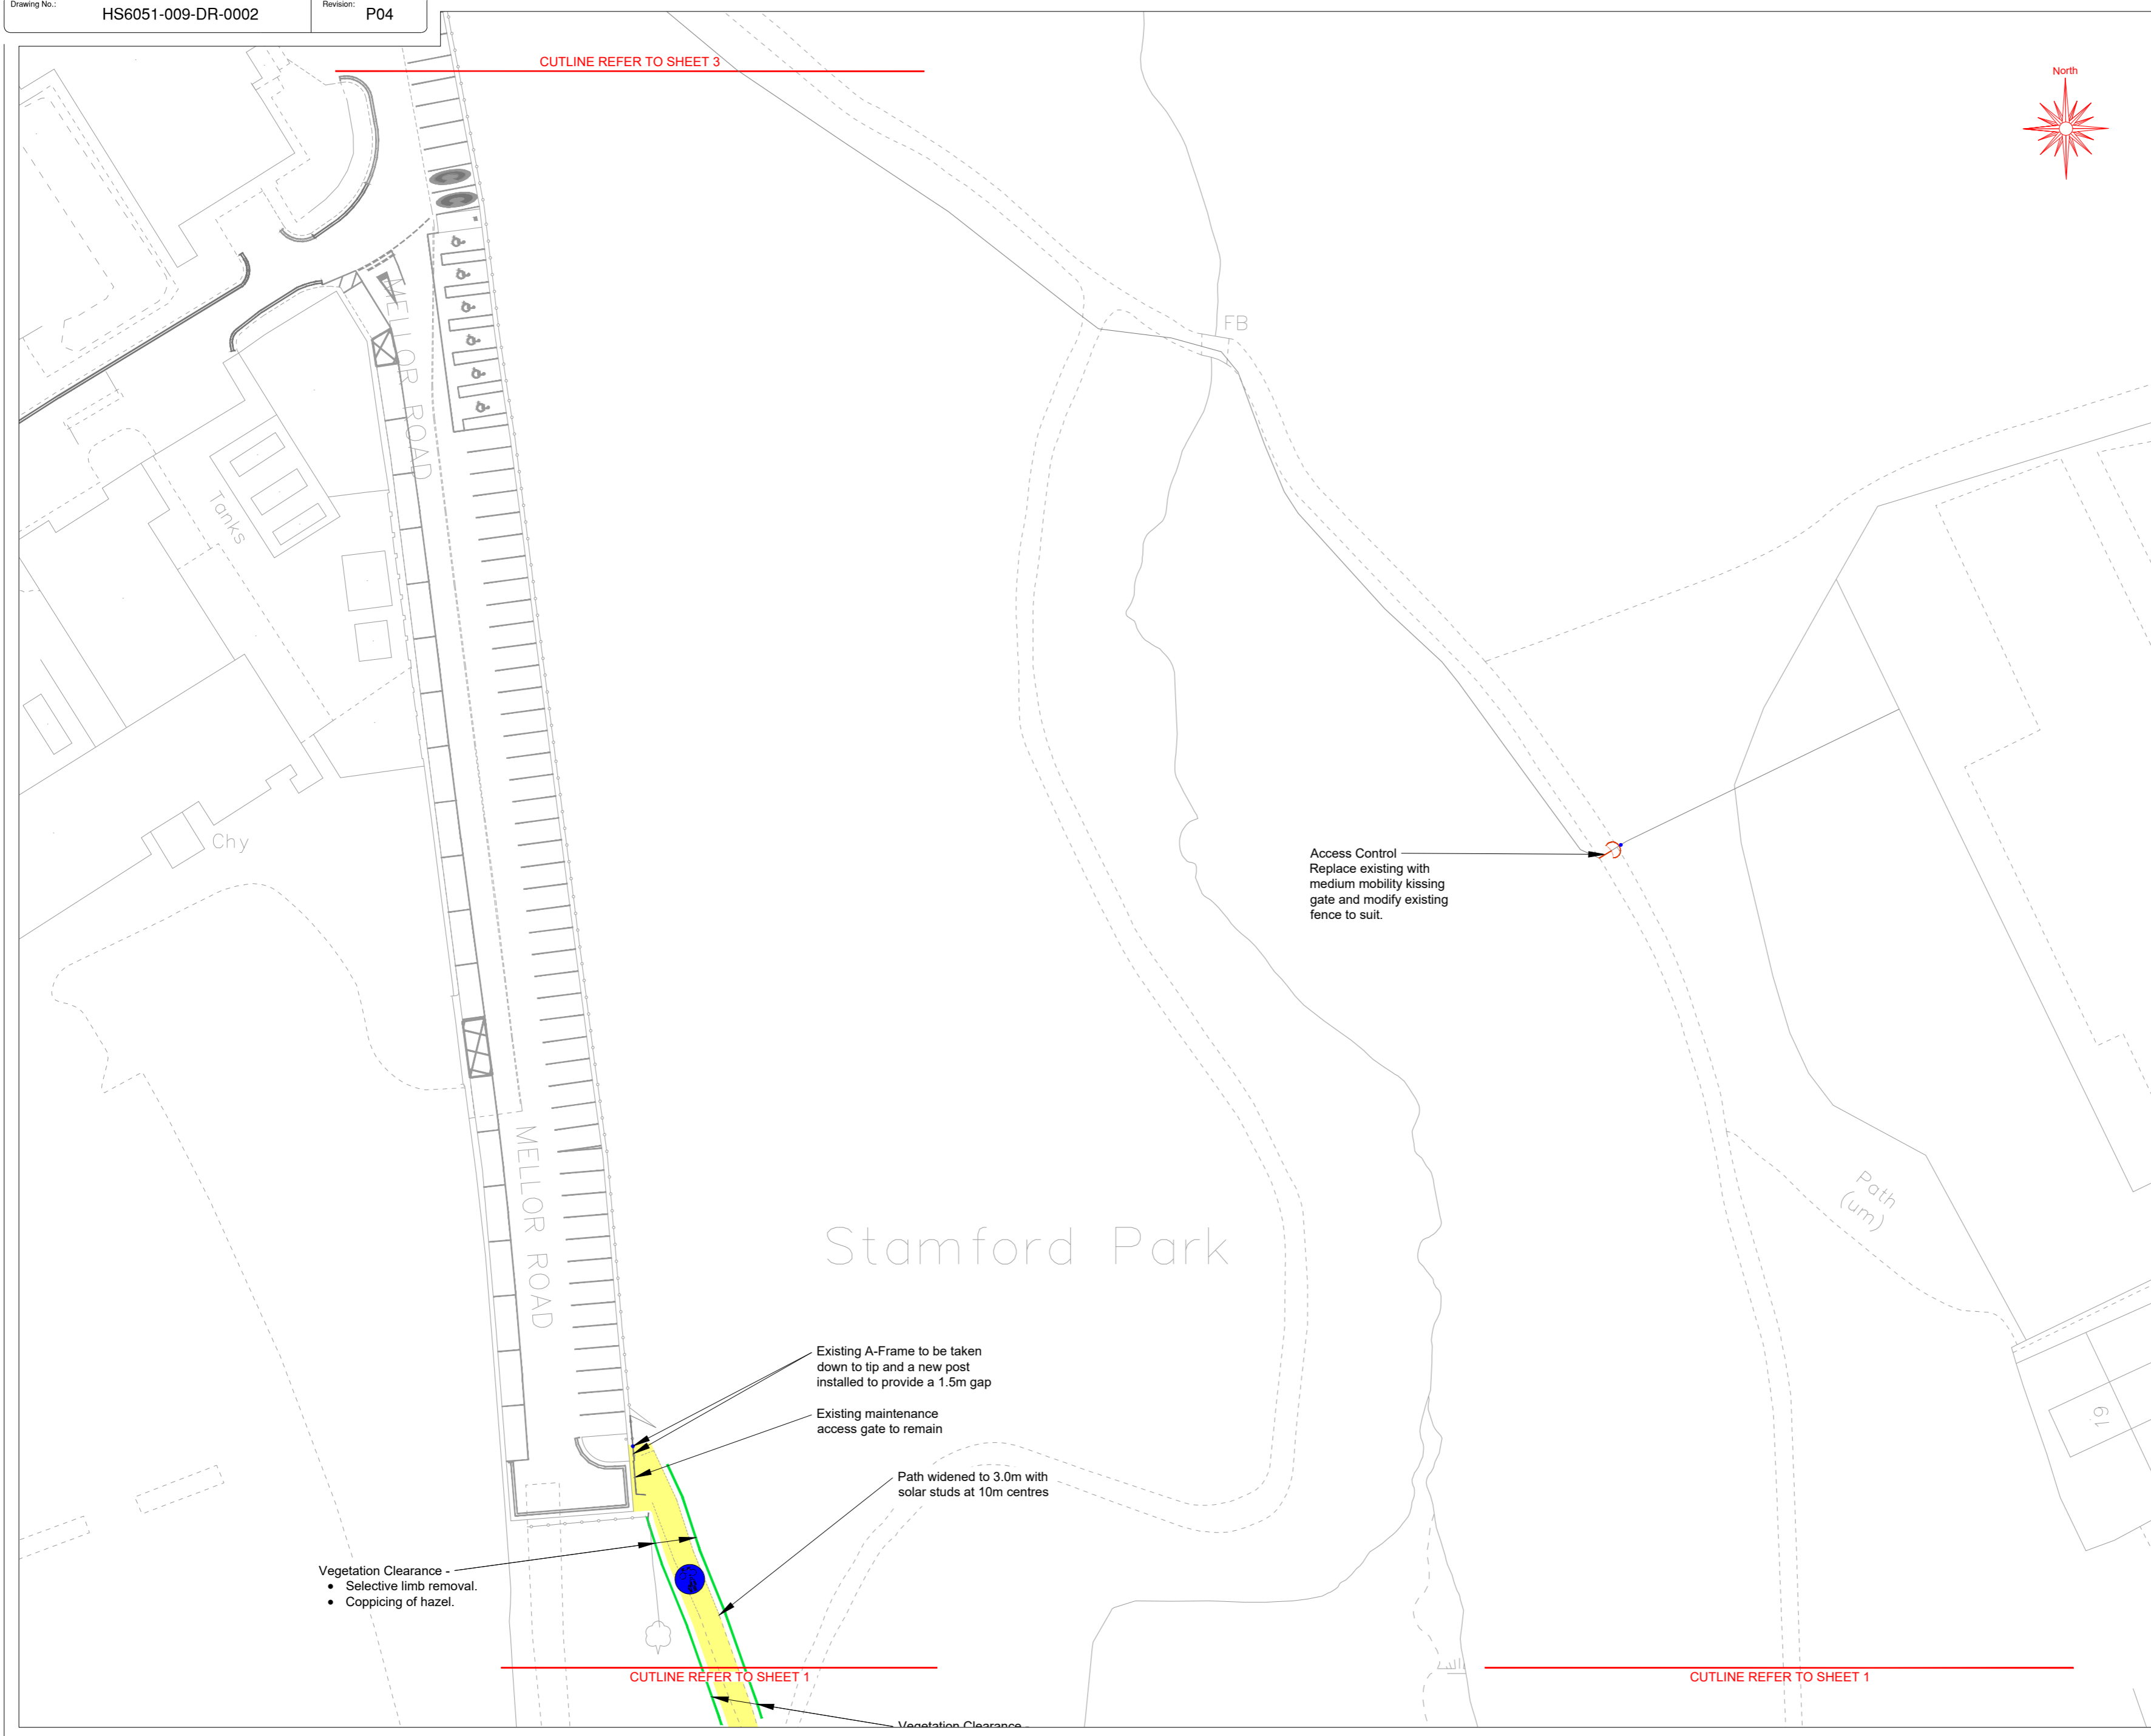 Drawing No.:
HS6051-009-DR-0002
Revision:
P04
CUTLINE REFER TO SHEET 3
North
FB
MELLOR ROAD
Tanks
Chy
Access Control
Replace existing with
medium mobility kissing
gate and modify existing
fence to suit.
Path
(um)
MELLOR ROAD
Stamford Park
Existing A-Frame to be taken
down to tip and a new post
installed to provide a 1.5m gap
Existing maintenance
access gate to remain
61
Path widened to 3.0m with
solar studs at 10m centres
Vegetation Clearance -
• Selective limb removal.
• Coppicing of hazel.
CUTLINE REFER TO SHEET 1
CUTLINE REFER TO SHEET 1
Vegetation Clearance -